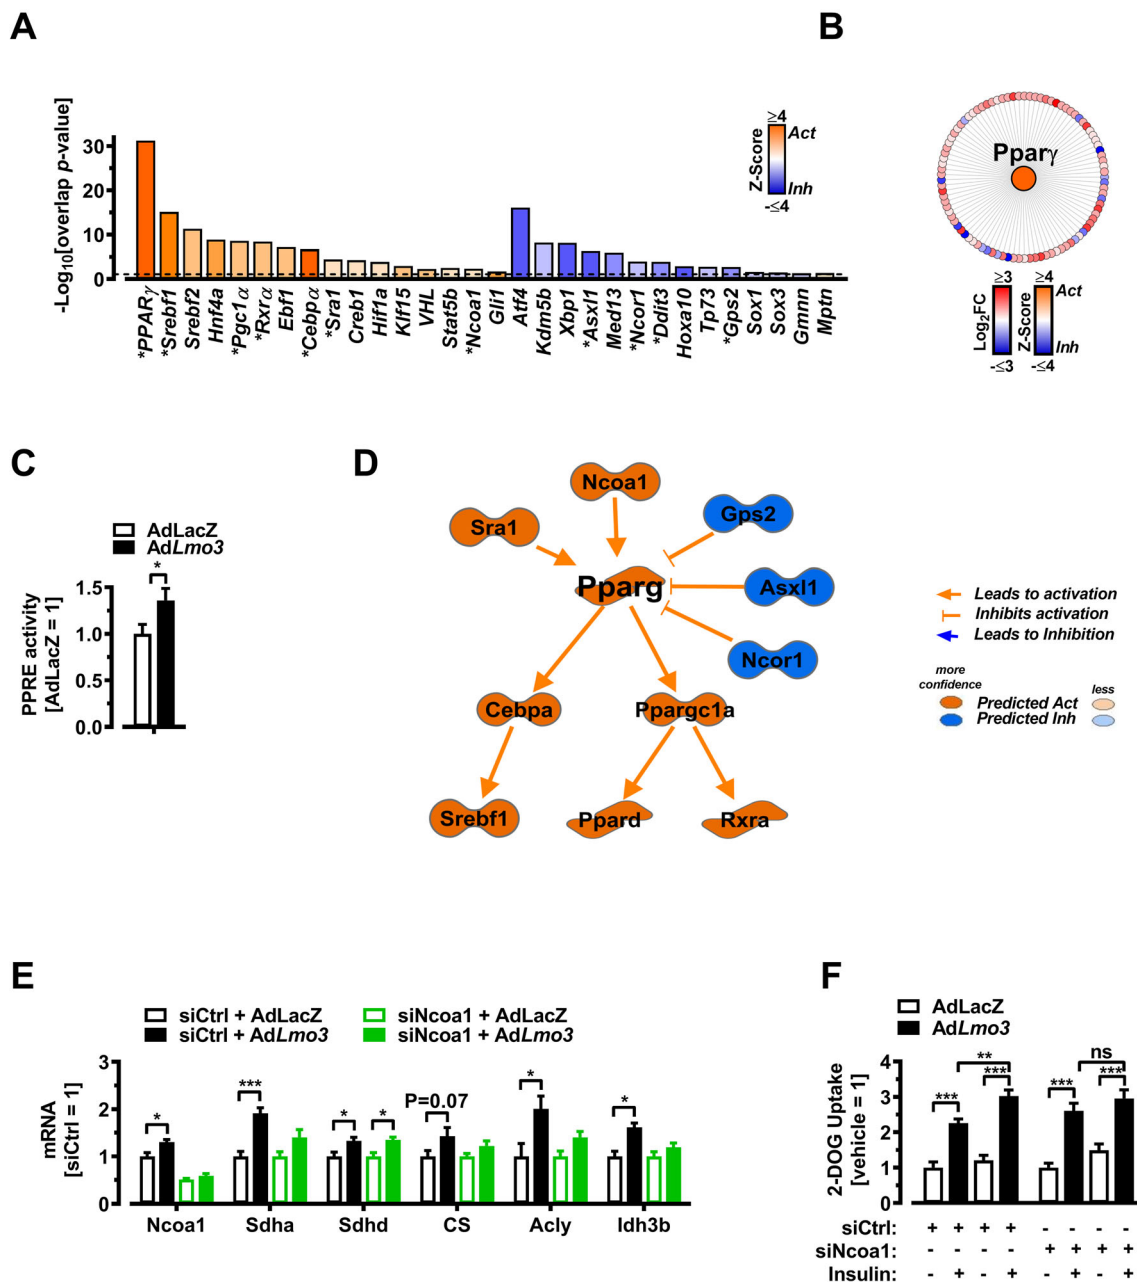 A
B
-Log10[overlap p-value]
30
20
10
0
Z-Score
≥4
Act
Inh
-≤4
*PPARγ
*Srebf1
Srebf2
Hnf4a
*Pgc1α
*Rxrα
Ebf1
*Cebpα
*Sra1
Creb1
Hif1a
Klf15
VHL
Stat5b
*Ncoa1
Gli1
Atf4
Kdm5b
Xbp1
*Asxl1
Med13
*Ncor1
*Ddit3
Hoxa10
Tp73
*Gps2
Sox1
Sox3
Gmnn
Mptn
Pparγ
≥3
≥4
Log2FC
Z-Score
Act
Inh
-≤3
-≤4
C
AdLacZ
AdLmo3
*
PPRE activity
[AdLacZ = 1]
1.5
1.0
0.5
0.0
D
Ncoa1
Sra1
Gps2
Pparg
Asxl1
Ncor1
Cebpa
Ppargc1a
Srebf1
Ppard
Rxra
Leads to activation
Inhibits activation
Leads to Inhibition
more
confidence
less
Predicted Act
Predicted Inh
E
siCtrl + AdLacZ
siCtrl + AdLmo3
siNcoa1 + AdLacZ
siNcoa1 + AdLmo3
mRNA
[siCtrl = 1]
3
2
1
0
*
***
*
*
P=0.07
*
*
Ncoa1
Sdha
Sdhd
CS
Acly
Idh3b
F
AdLacZ
AdLmo3
2-DOG Uptake
[vehicle = 1]
4
3
2
1
0
***
**
***
***
ns
***
siCtrl: + + + + - - - -
siNcoa1: - - - - + + + +
Insulin: - + - + - + - +